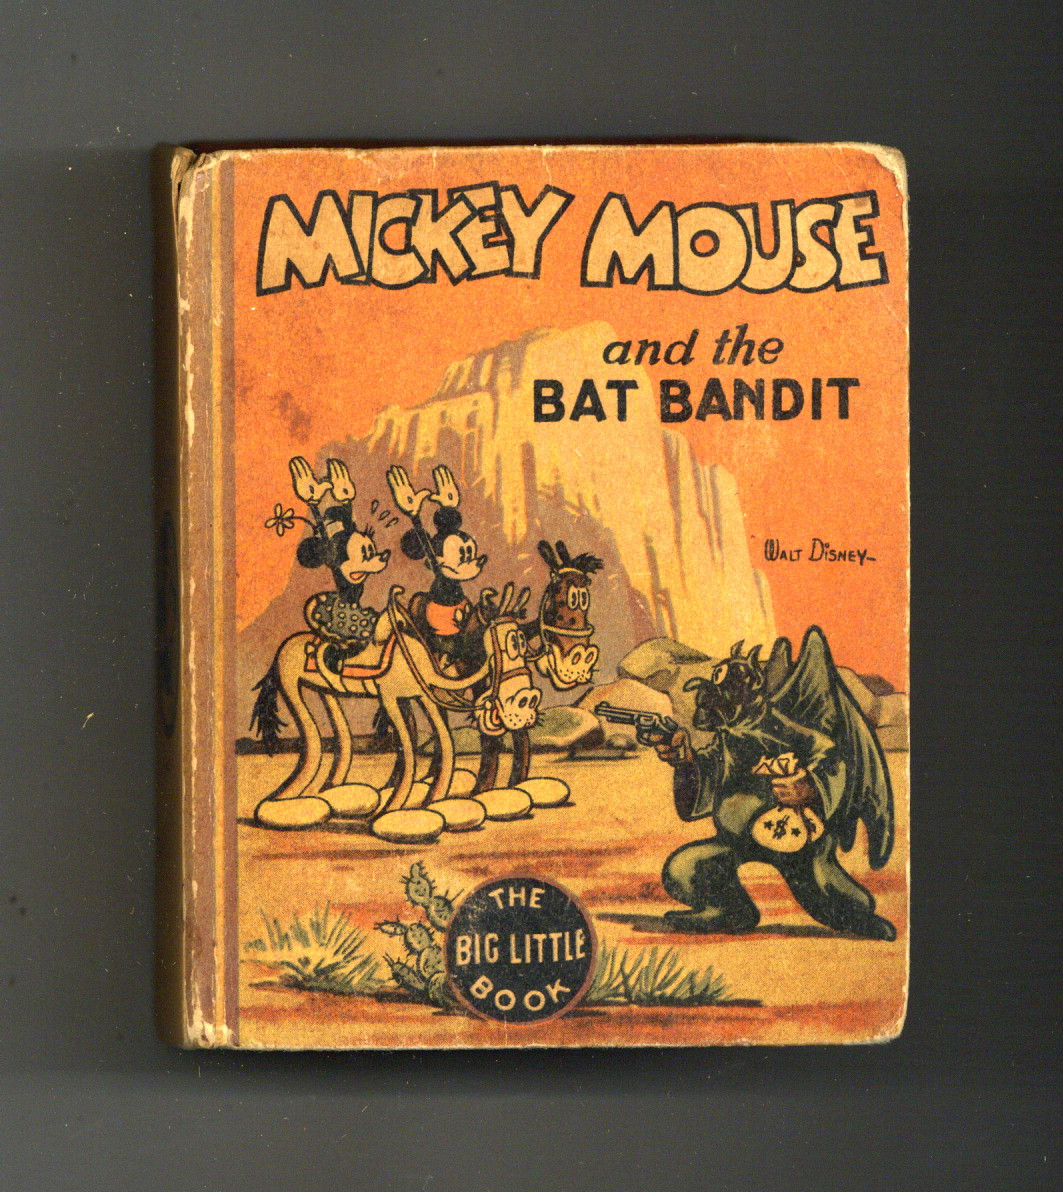 MICKEY MOUSE
and the
BAT BANDIT
WALT DISNEY
$
THE
BIG LITTLE
BOOK